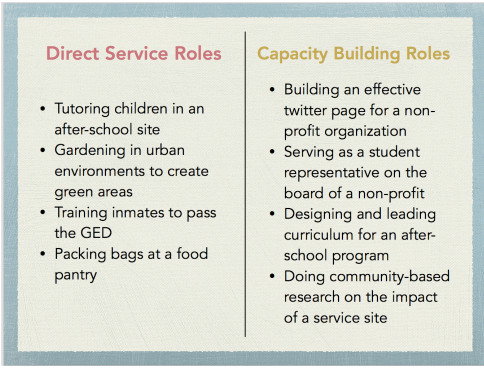 Direct Service Roles
• Tutoring children in an
after-school site
• Gardening in urban
environments to create
green areas
• Training inmates to pass
the GED
• Packing bags at a food
pantry
Capacity Building Roles
• Building an effective
twitter page for a non-
profit organization
• Serving as a student
representative on the
board of a non-profit
• Designing and leading
curriculum for an after-
school program
• Doing community-based
research on the impact
of a service site